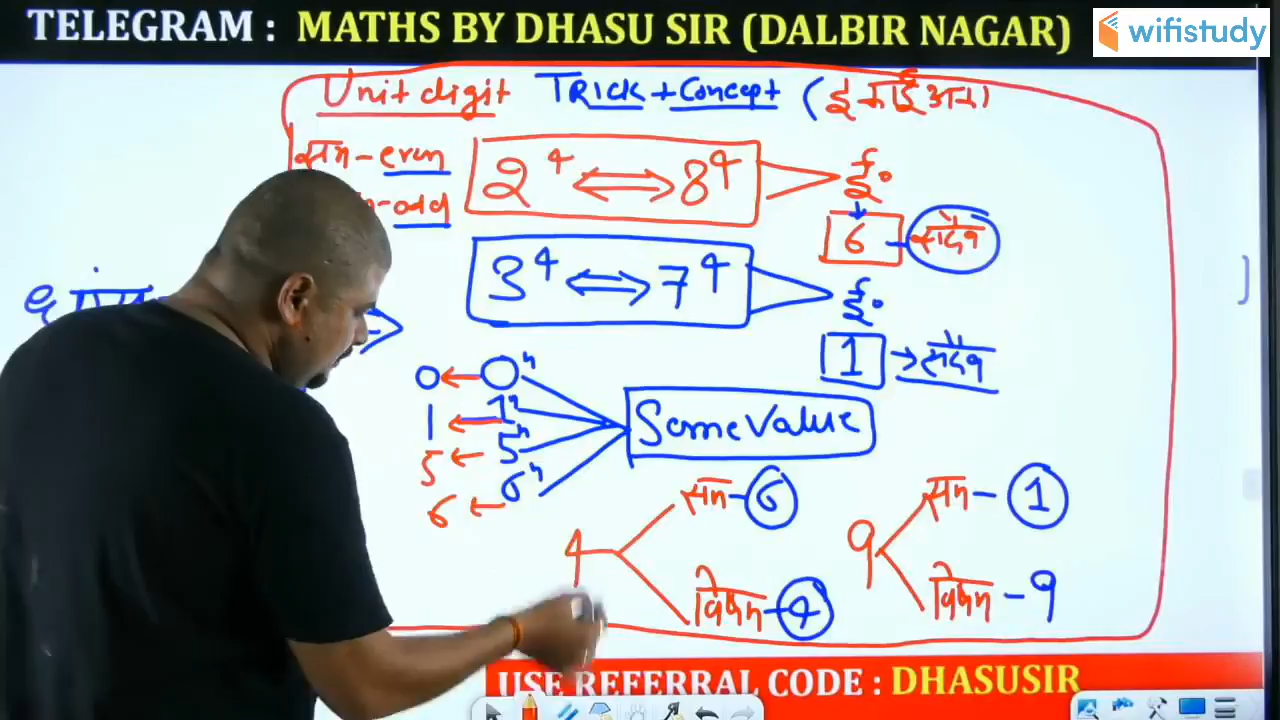 TELEGRAM : MATHS BY DHASU SIR (DALBIR NAGAR)
wifistudy
Unit digit TRick + Concept (इकाई अंक)
सम - even
- odd
2⁴ ⟺ 8⁴
इ०
6 - सदैव
3⁴ ⟺ 7⁴
इ०
1 → सदैव
0 ← 0ⁿ
1 ← 1ⁿ
5 ← 5ⁿ
6 ← 6ⁿ
Same Value
4
सम - 6
विषम - 4
9
सम - 1
विषम - 9
USE REFERRAL CODE : DHASUSIR